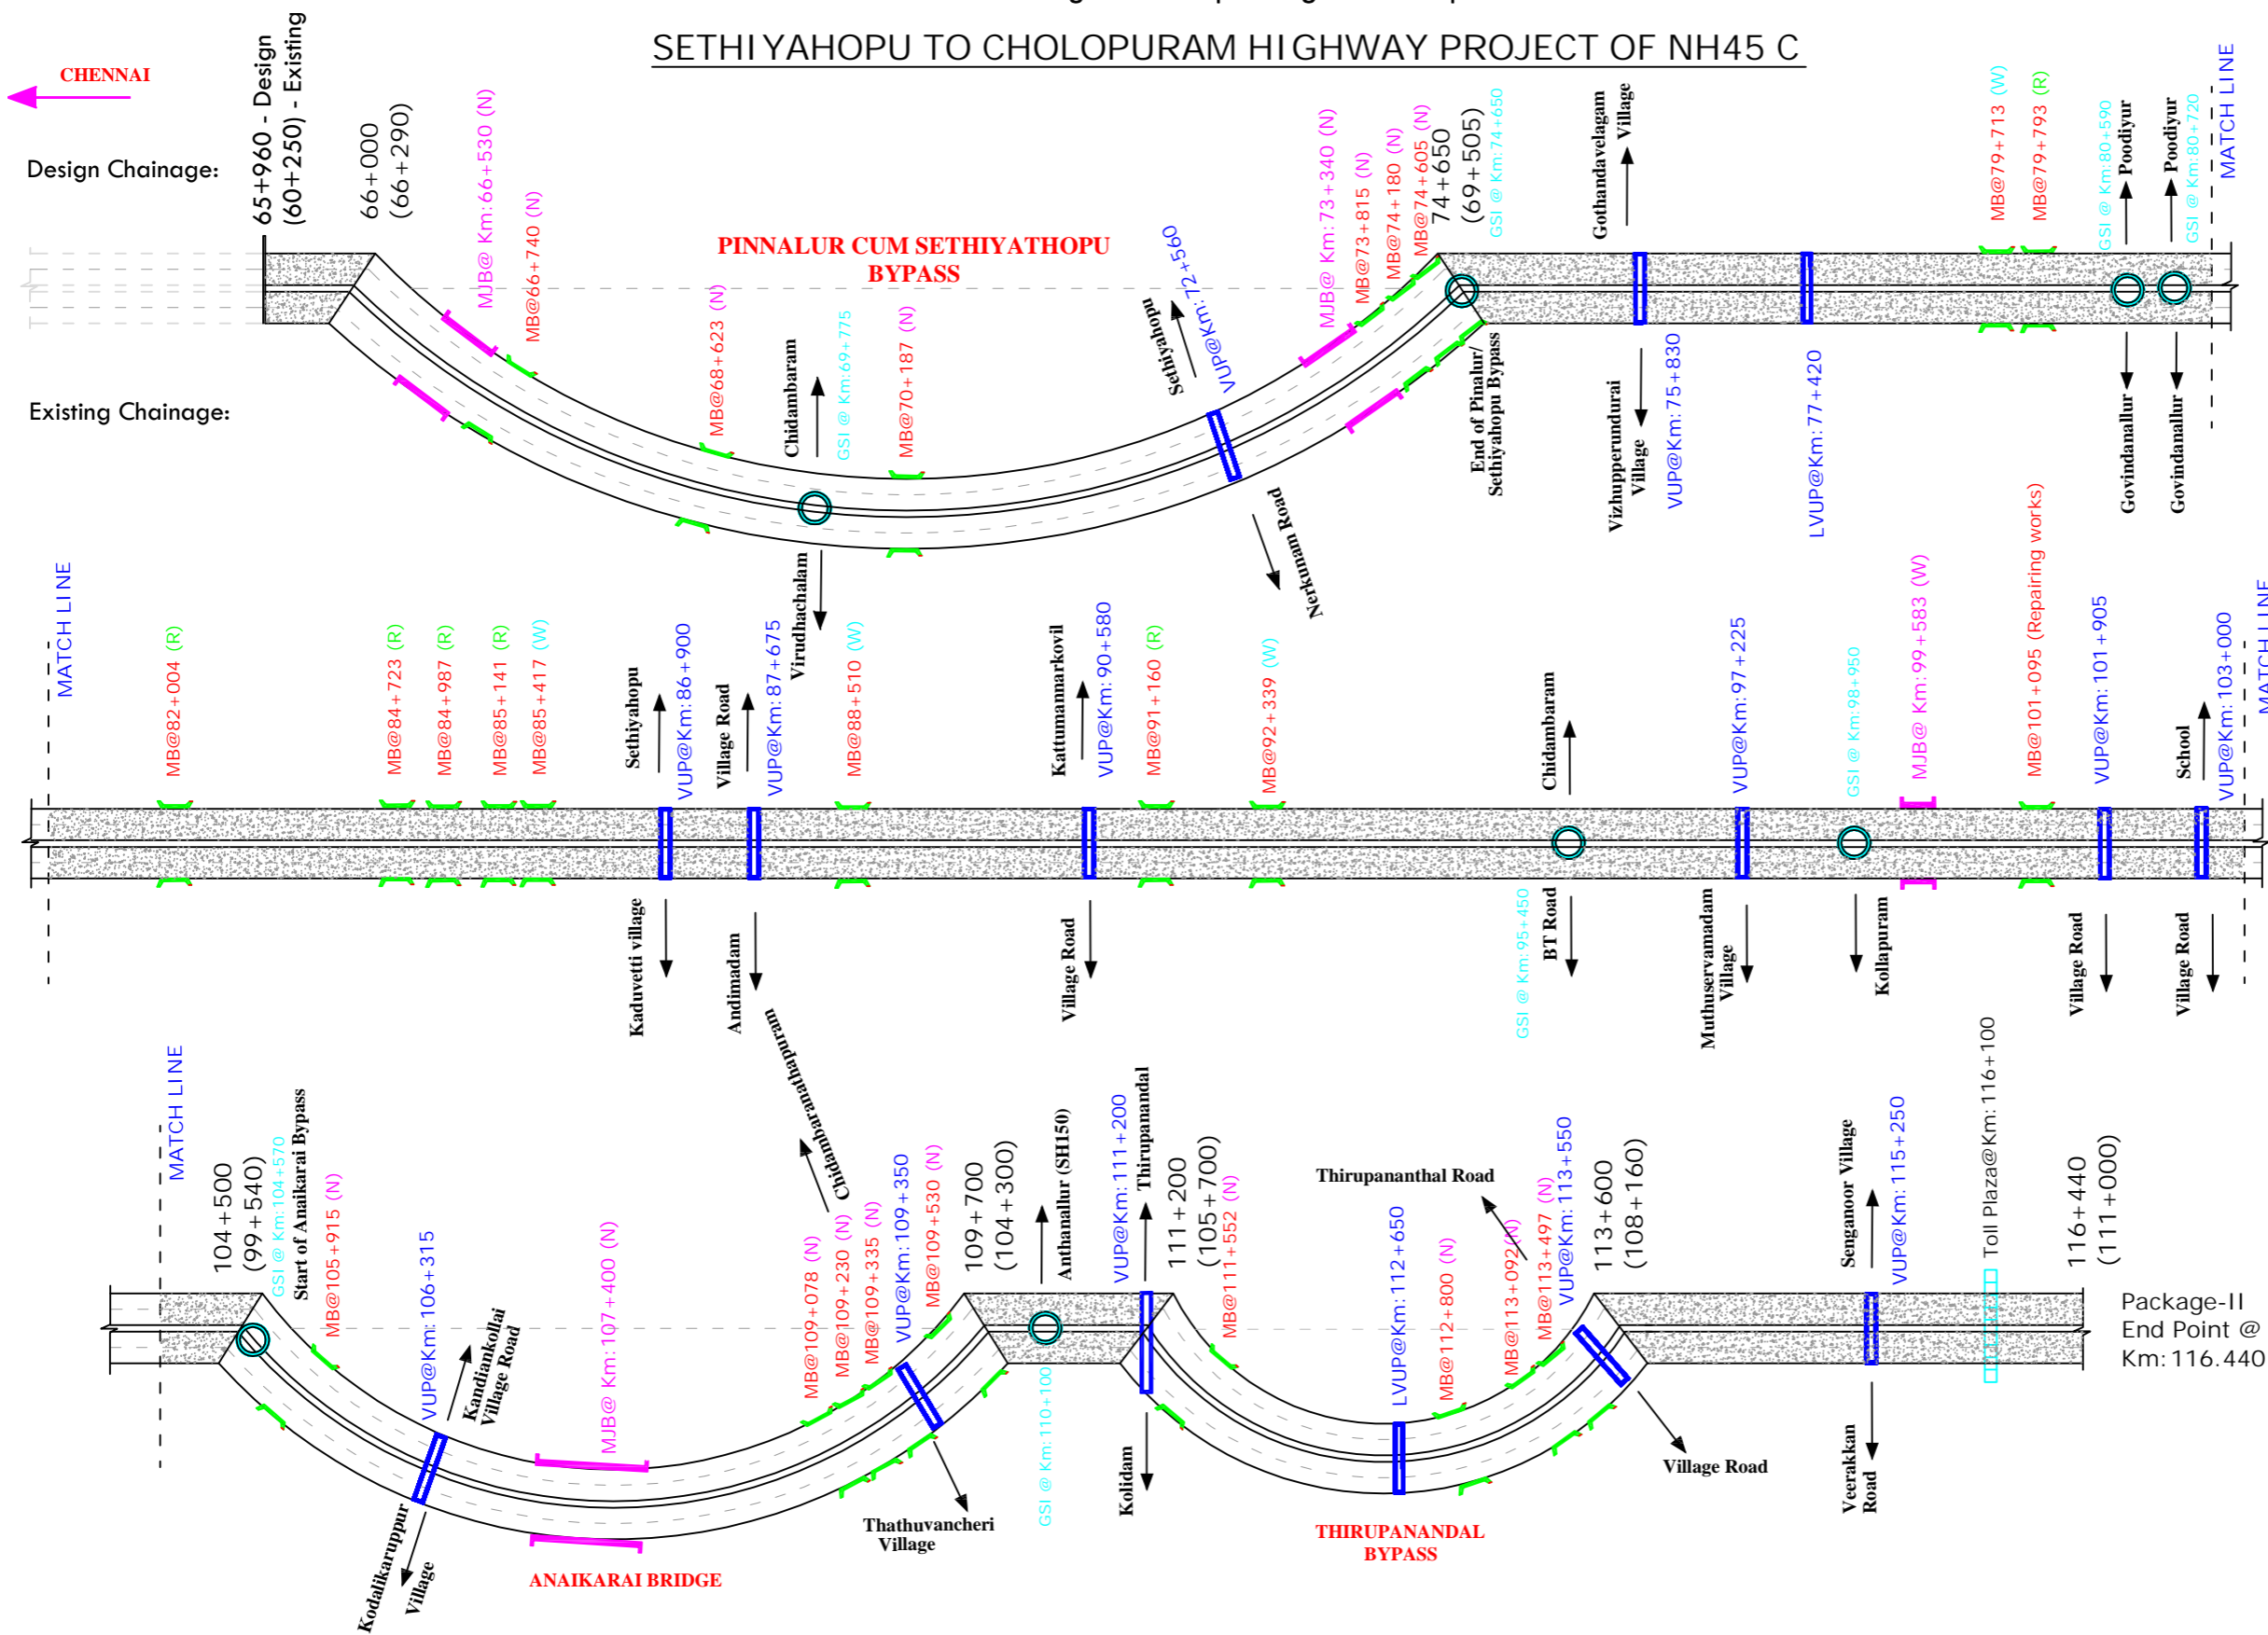 SETHIYAHOPU TO CHOLOPURAM HIGHWAY PROJECT OF NH45 C
CHENNAI
Design Chainage:
Existing Chainage:
65+960 - Design
(60+250) - Existing
66+000
(66+290)
MJB@ Km:66+530 (N)
MB@66+740 (N)
MB@68+623 (N)
Chidambaram
GSI @ Km:69+775
Virudhachalam
MB@70+187 (N)
PINNALUR CUM SETHIYATHOPU
BYPASS
Sethiyahopu
VUP@Km:72+560
Nerkunam Road
MJB@ Km:73+340 (N)
MB@73+815 (N)
MB@74+180 (N)
MB@74+605 (N)
74+650
(69+505)
GSI @ Km:74+650
End of Pinalur/
Sethiyahopu Bypass
Gothandavelagam
Village
Vizhupperundurai
Village
VUP@Km:75+830
LVUP@Km:77+420
MB@79+713 (W)
MB@79+793 (R)
GSI @ Km:80+590
Poodiyur
Govindanallur
Poodiyur
GSI @ Km:80+720
Govindanallur
MATCH LINE
MATCH LINE
MB@82+004 (R)
MB@84+723 (R)
MB@84+987 (R)
MB@85+141 (R)
MB@85+417 (W)
Sethiyahopu
VUP@Km:86+900
Kaduvetti village
Village Road
VUP@Km:87+675
Andimadam
MB@88+510 (W)
Kattumannarkovil
VUP@Km:90+580
Village Road
MB@91+160 (R)
MB@92+339 (W)
Chidambaram
GSI @ Km:95+450
BT Road
VUP@Km:97+225
Muthuservamadam
Village
GSI @ Km:98+950
Kollapuram
MJB@ Km:99+583 (W)
MB@101+095 (Repairing works)
VUP@Km:101+905
Village Road
School
VUP@Km:103+000
Village Road
MATCH LINE
MATCH LINE
104+500
(99+540)
GSI @ Km:104+570
Start of Anaikarai Bypass
MB@105+915 (N)
VUP@Km:106+315
Kandiankollai
Village Road
Kodalikaruppur
Village
MJB@ Km:107+400 (N)
ANAIKARAI BRIDGE
Chidambaranathapuram
MB@109+078 (N)
MB@109+230 (N)
MB@109+335 (N)
VUP@Km:109+350
MB@109+530 (N)
Thathuvancheri
Village
109+700
(104+300)
Anthanallur (SH150)
GSI @ Km:110+100
VUP@Km:111+200
Thirupanandal
Kolidam
111+200
(105+700)
MB@111+552 (N)
Thirupananthal Road
LVUP@Km:112+650
MB@112+800 (N)
MB@113+092(N)
MB@113+497 (N)
VUP@Km:113+550
113+600
(108+160)
Village Road
THIRUPANANDAL
BYPASS
Senganoor Village
VUP@Km:115+250
Veerakkan
Road
Toll Plaza@Km:116+100
116+440
(111+000)
Package-II
End Point @
Km:116.440